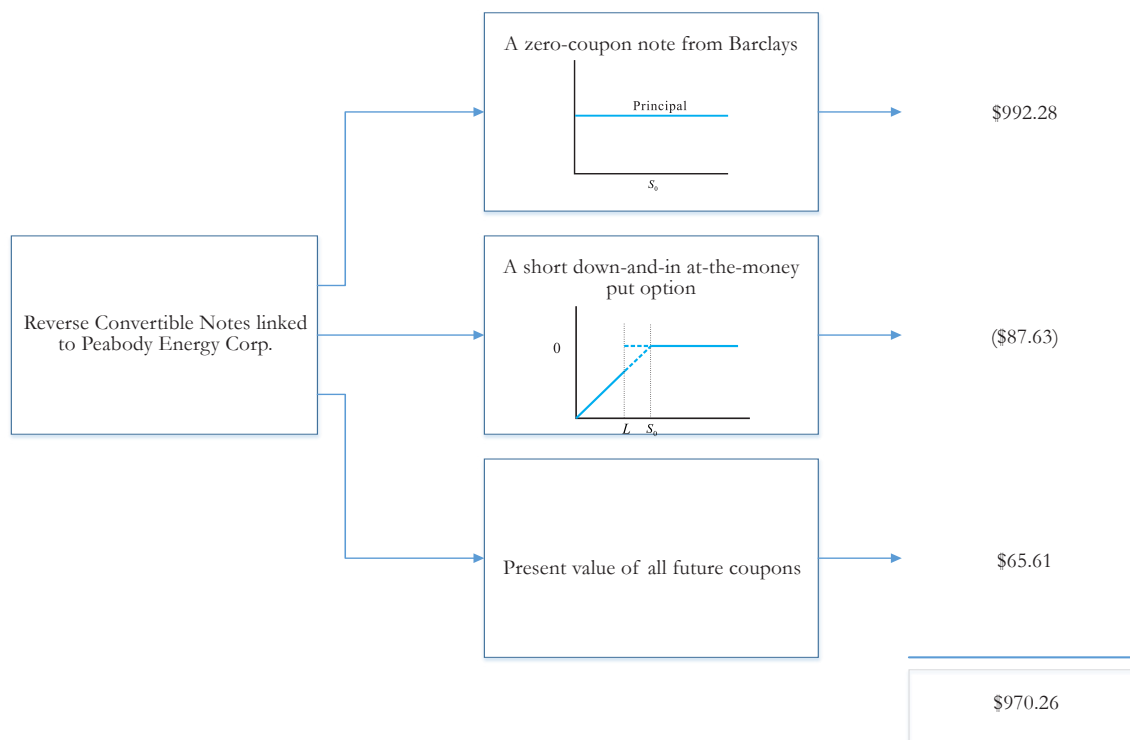 A zero-coupon note from Barclays
Principal
S₀
$992.28
Reverse Convertible Notes linked
to Peabody Energy Corp.
A short down-and-in at-the-money
put option
0
L S₀
($87.63)
Present value of all future coupons
$65.61
$970.26